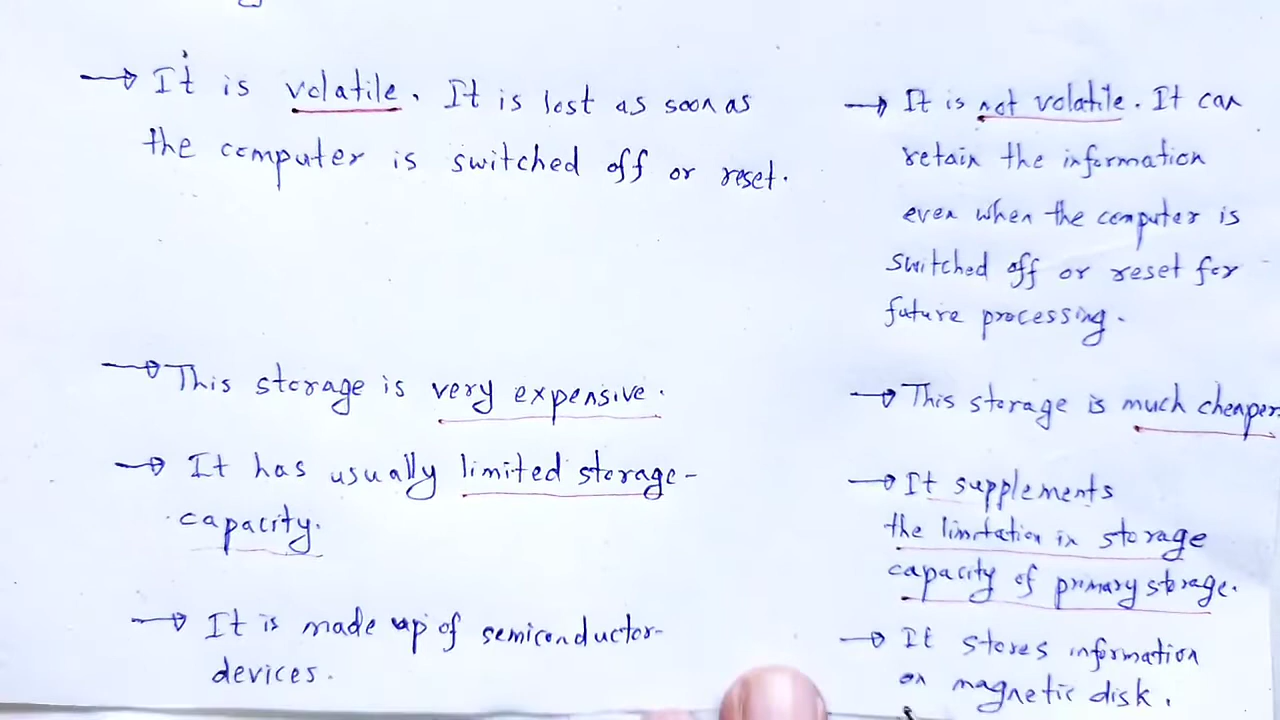 → It is volatile. It is lost as soon as
the computer is switched off or reset.
→ This storage is very expensive.
→ It has usually limited storage-
capacity.
→ It is made up of semiconductor-
devices.
→ It is not volatile. It can
retain the information
even when the computer is
switched off or reset for
future processing.
→ This storage is much cheaper.
→ It supplements
the limitation in storage
capacity of primary storage.
→ It stores information
on magnetic disk.